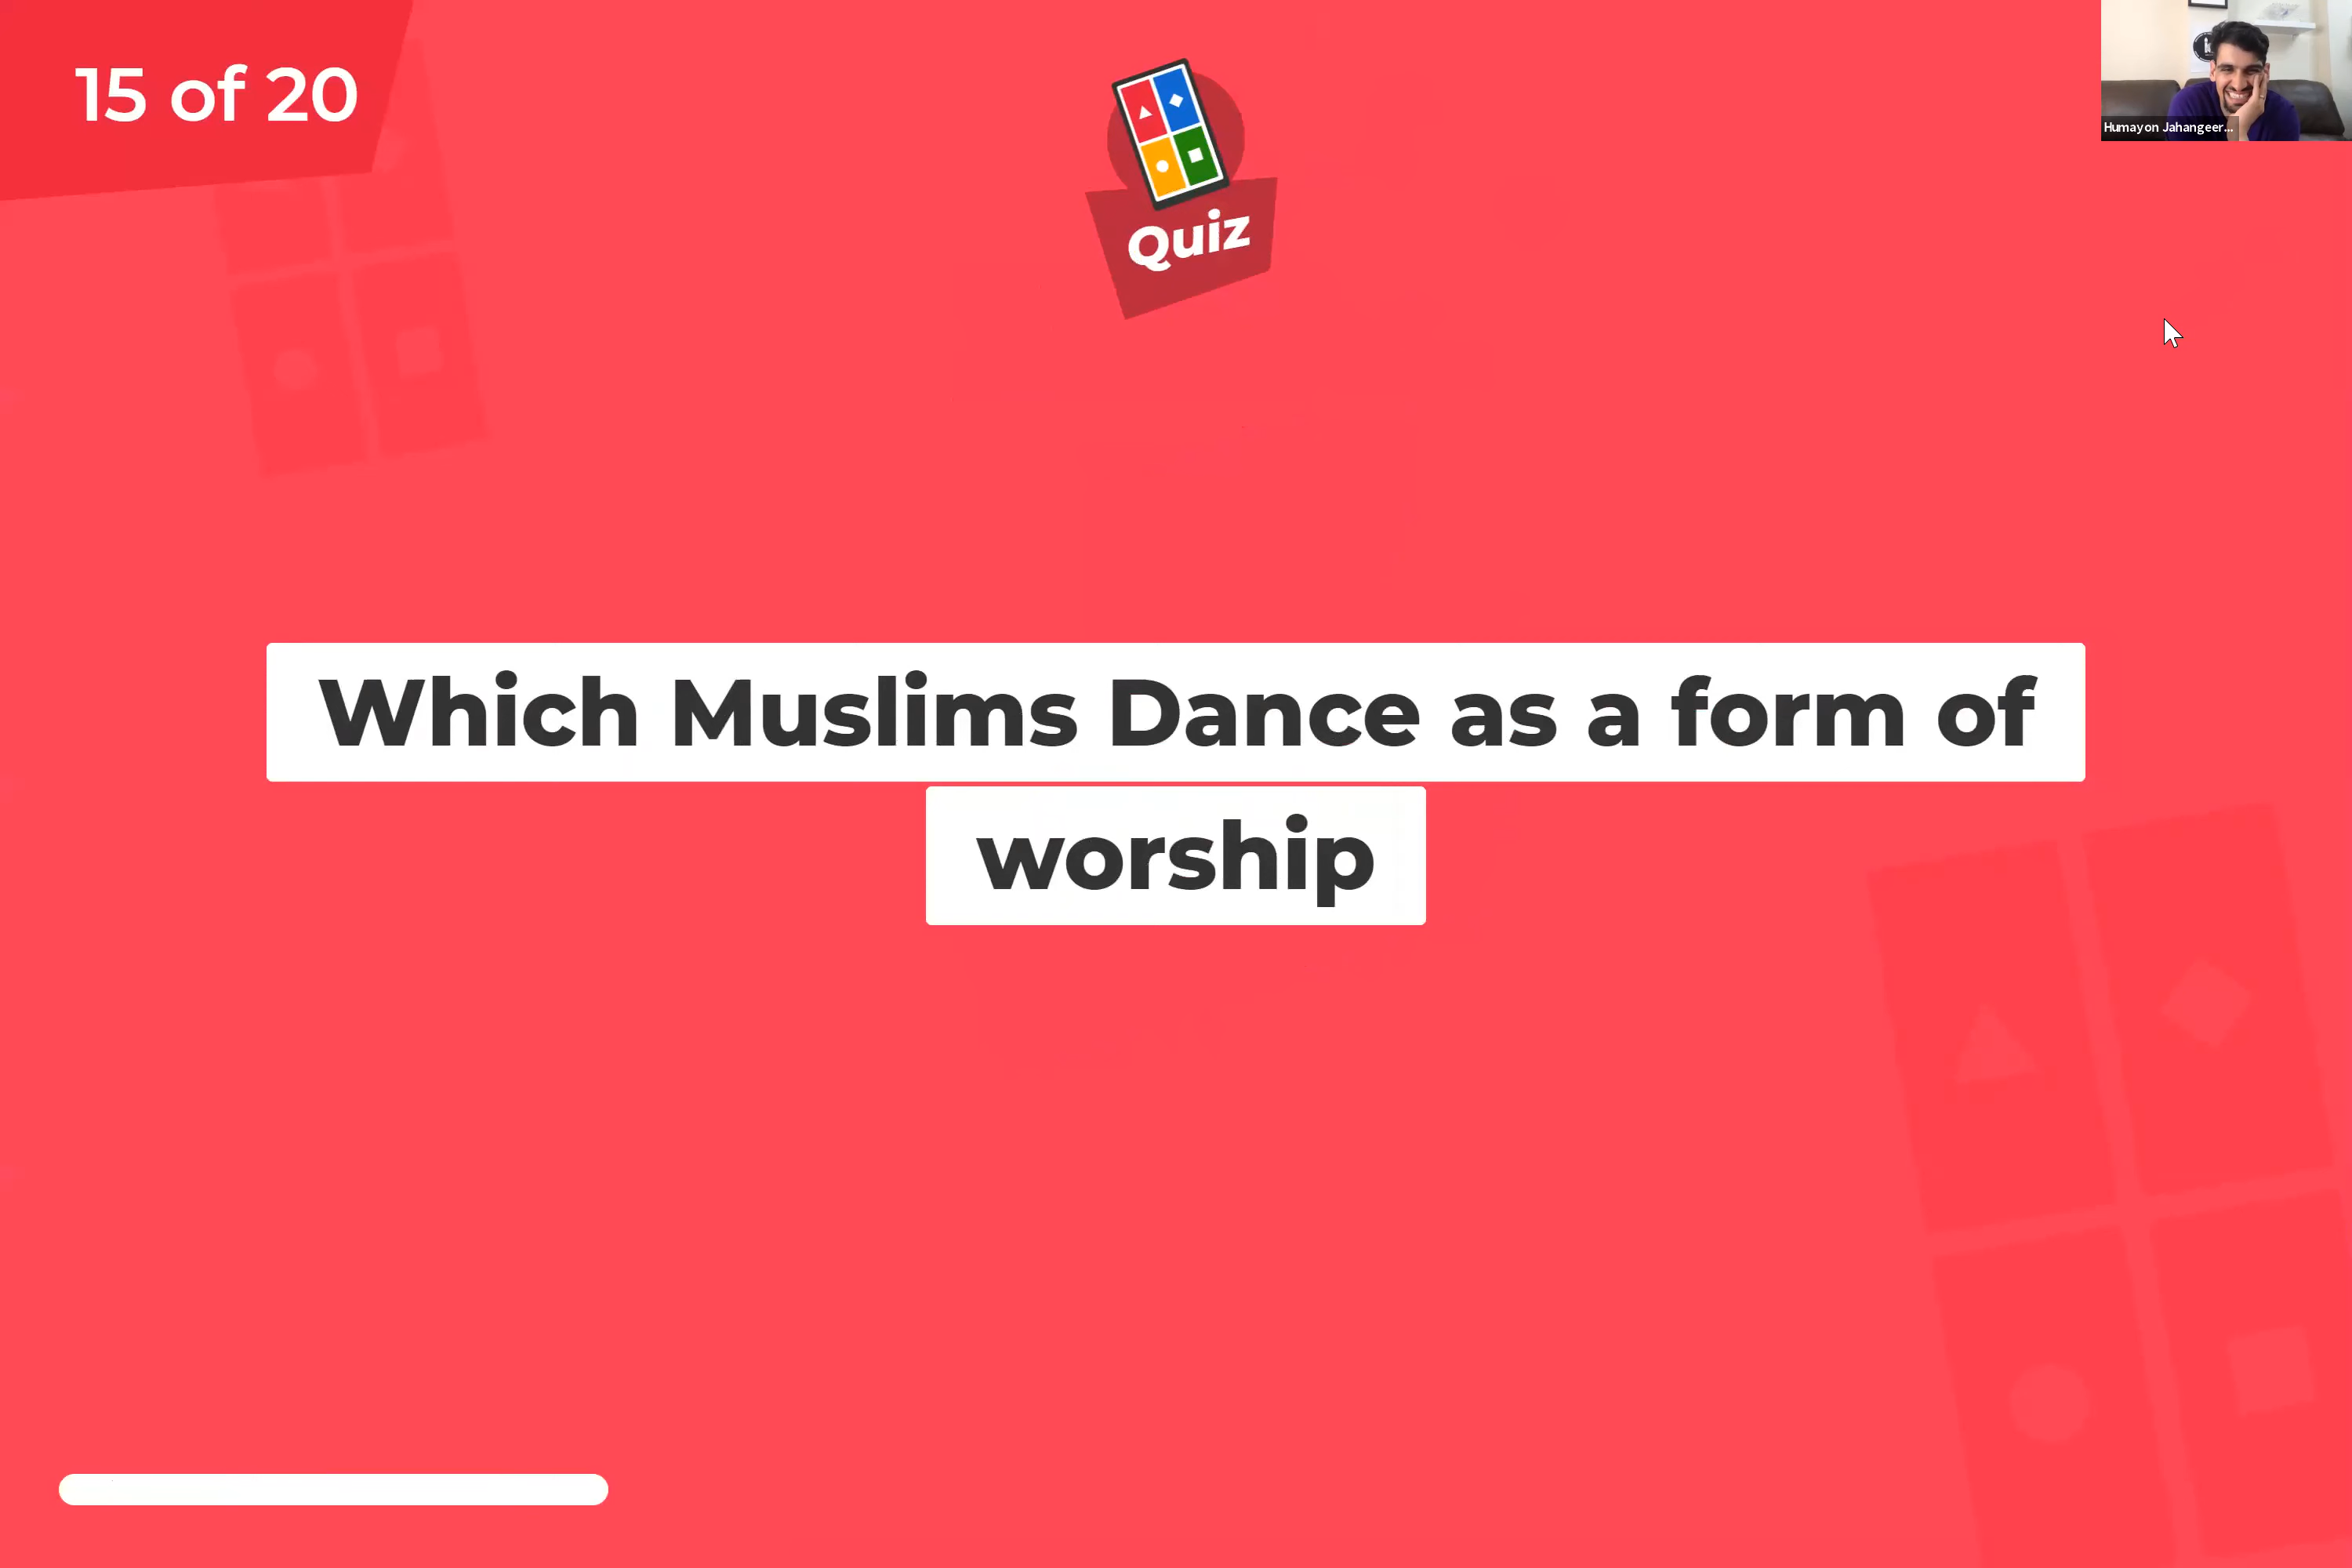 15 of 20
Quiz
Humayon Jahangeer...
Which Muslims Dance as a form of
worship